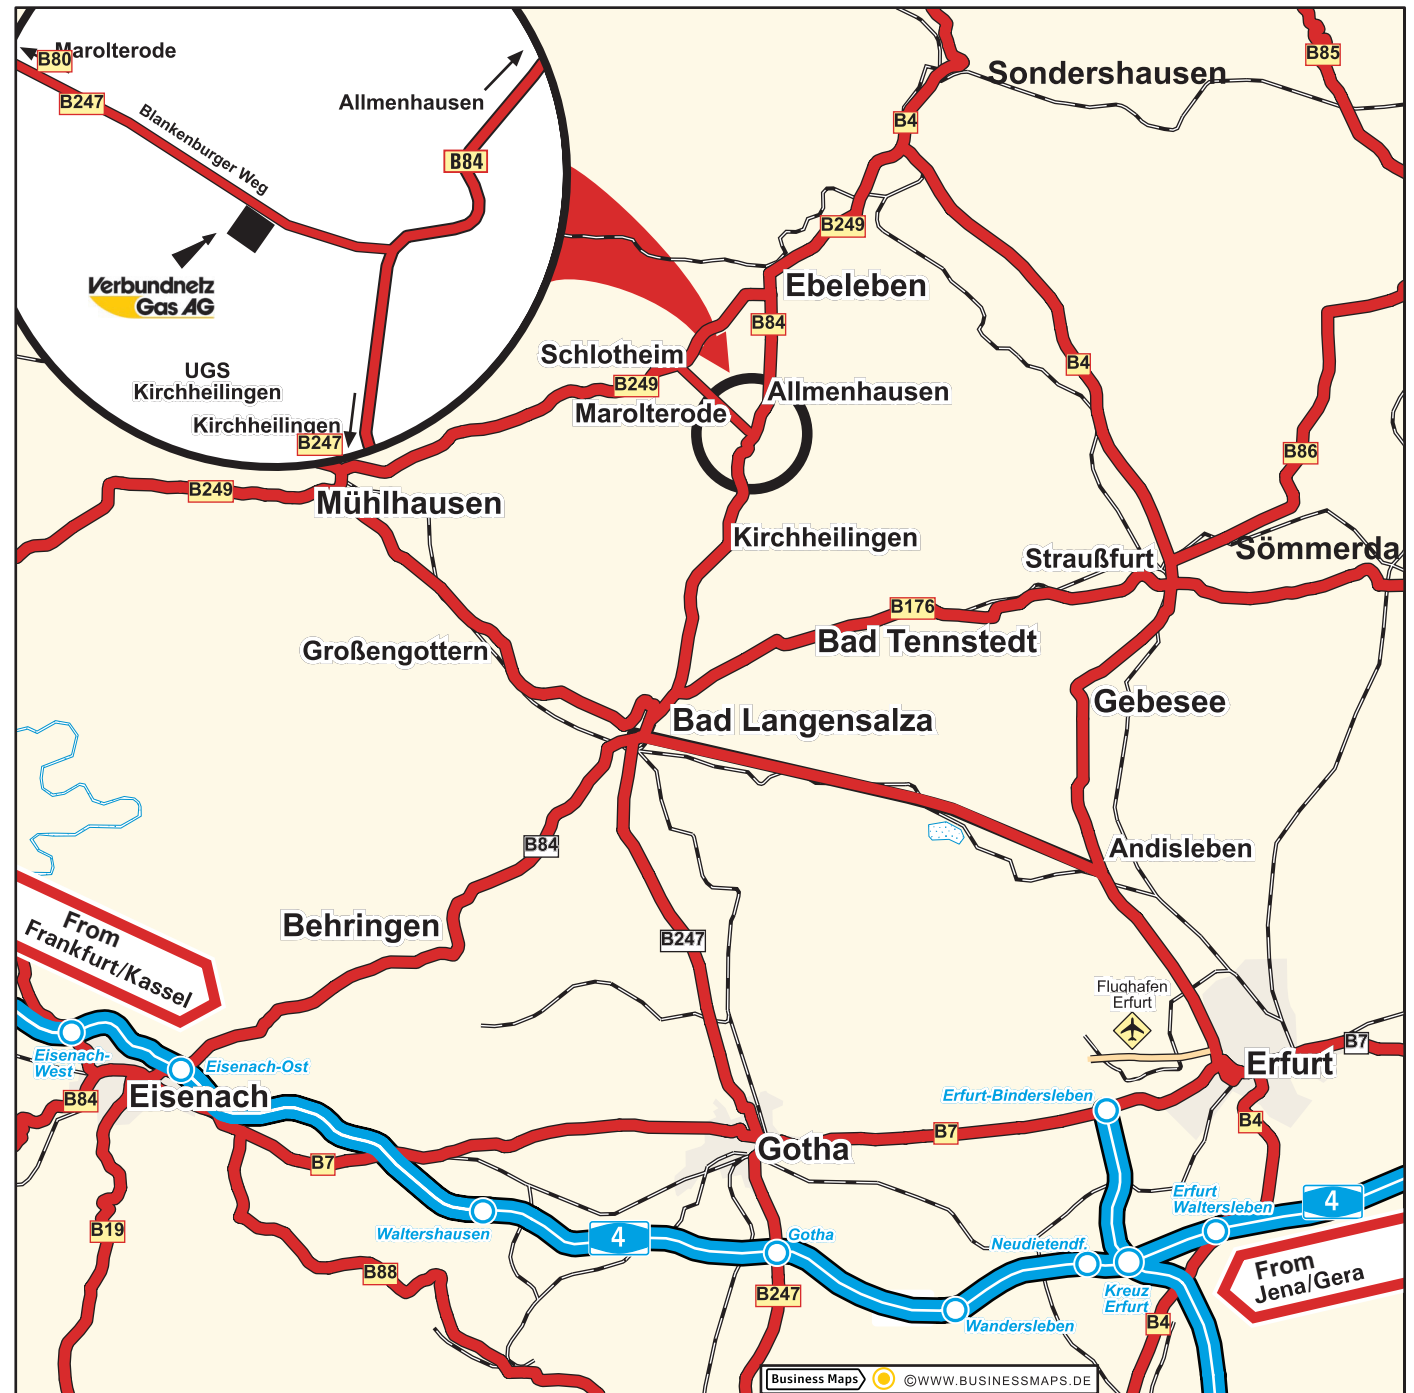 Marolterode
B80
B247
Blankenburger Weg
Allmenhausen
B84
Verbundnetz
Gas AG
UGS
Kirchheilingen
Kirchheilingen
B247
Sondershausen
B85
B4
B249
Ebeleben
B84
Schlotheim
B249
Allmenhausen
Marolterode
B4
B86
B249
Mühlhausen
Kirchheilingen
Straußfurt
Sömmerda
B176
Bad Tennstedt
Großengottern
Gebesee
Bad Langensalza
B84
Andisleben
Behringen
B247
From
Frankfurt/Kassel
Flughafen
Erfurt
Eisenach-
West
Eisenach-Ost
B7
Erfurt
Eisenach
B84
Erfurt-Bindersleben
B4
B7
Gotha
B7
B19
Waltershausen
4
Gotha
Erfurt
Waltersleben
4
Neudietendf.
B88
B247
Kreuz
Erfurt
From
Jena/Gera
Wandersleben
B4
Business Maps
©WWW.BUSINESSMAPS.DE